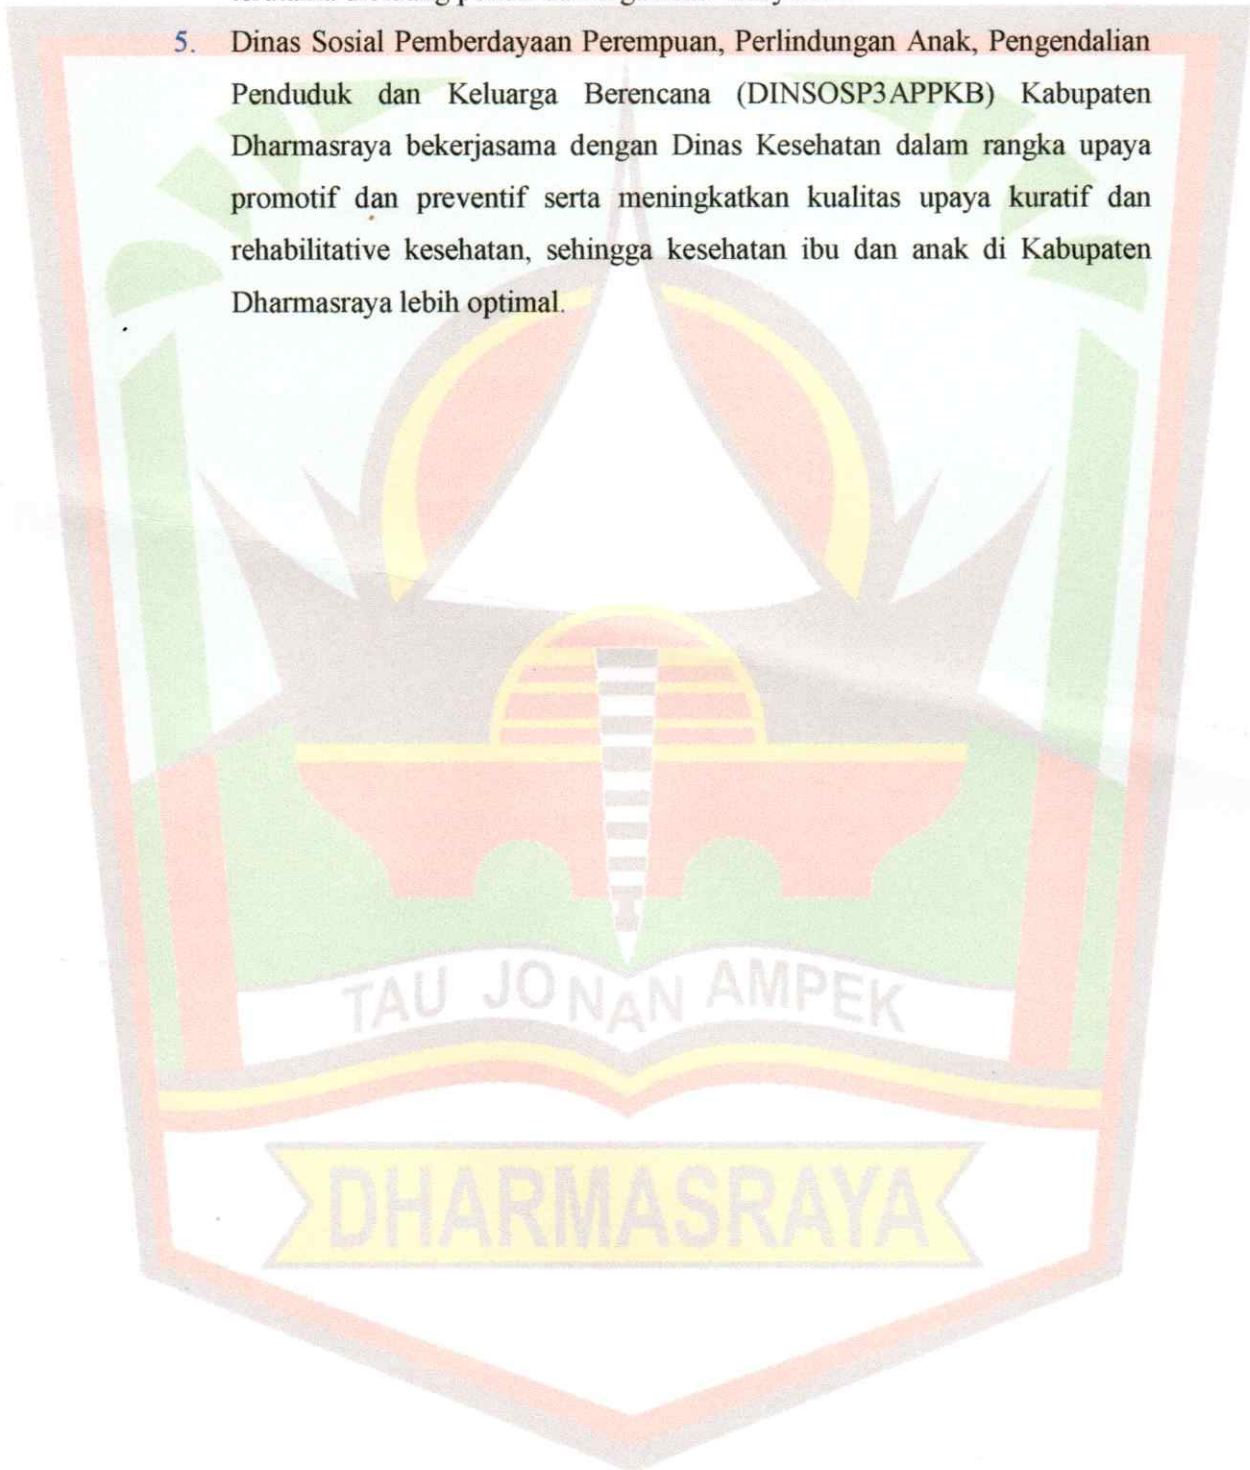 5. Dinas Sosial Pemberdayaan Perempuan, Perlindungan Anak, Pengendalian
Penduduk dan Keluarga Berencana (DINSOSP3APPKB) Kabupaten
Dharmasraya bekerjasama dengan Dinas Kesehatan dalam rangka upaya
promotif dan preventif serta meningkatkan kualitas upaya kuratif dan
rehabilitative kesehatan, sehingga kesehatan ibu dan anak di Kabupaten
Dharmasraya lebih optimal.
TAU JO NAN AMPEK
DHARMASRAYA